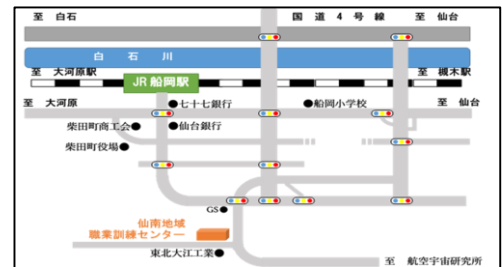 至 白石 国道4号線 至 仙台
白石川
至 大河原駅 至 槻木駅
JR船岡駅
至 大河原 ●七十七銀行 ●船岡小学校 至 仙台
柴田町商工会● ●仙台銀行
柴田町役場●
GS●
仙南地域
職業訓練センター
東北大江工業●
至 航空宇宙研究所